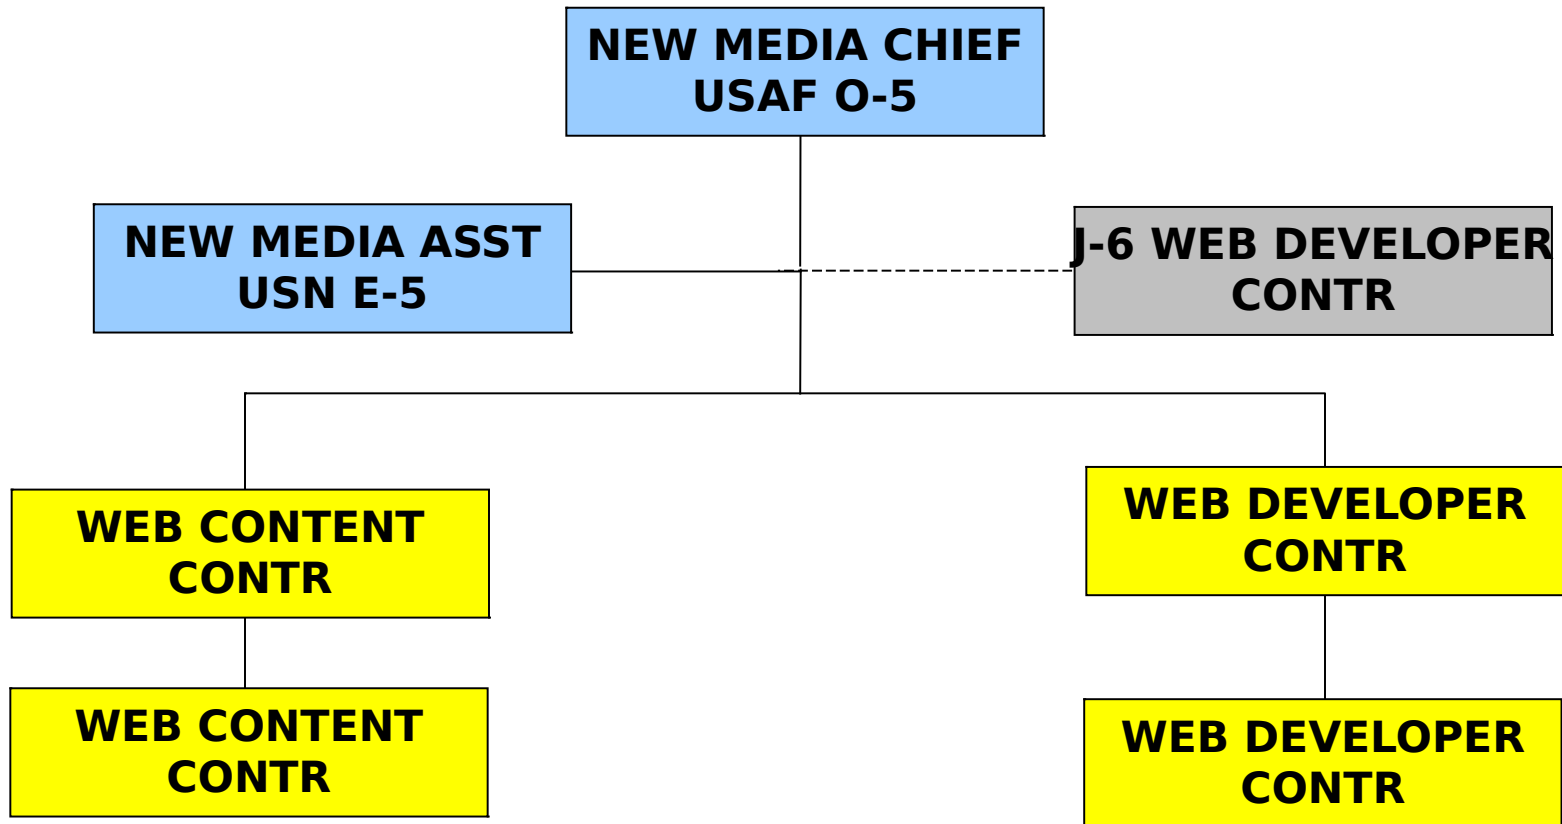 NEW MEDIA CHIEF
USAF O-5
NEW MEDIA ASST
USN E-5
J-6 WEB DEVELOPER
CONTR
WEB CONTENT
CONTR
WEB DEVELOPER
CONTR
WEB CONTENT
CONTR
WEB DEVELOPER
CONTR